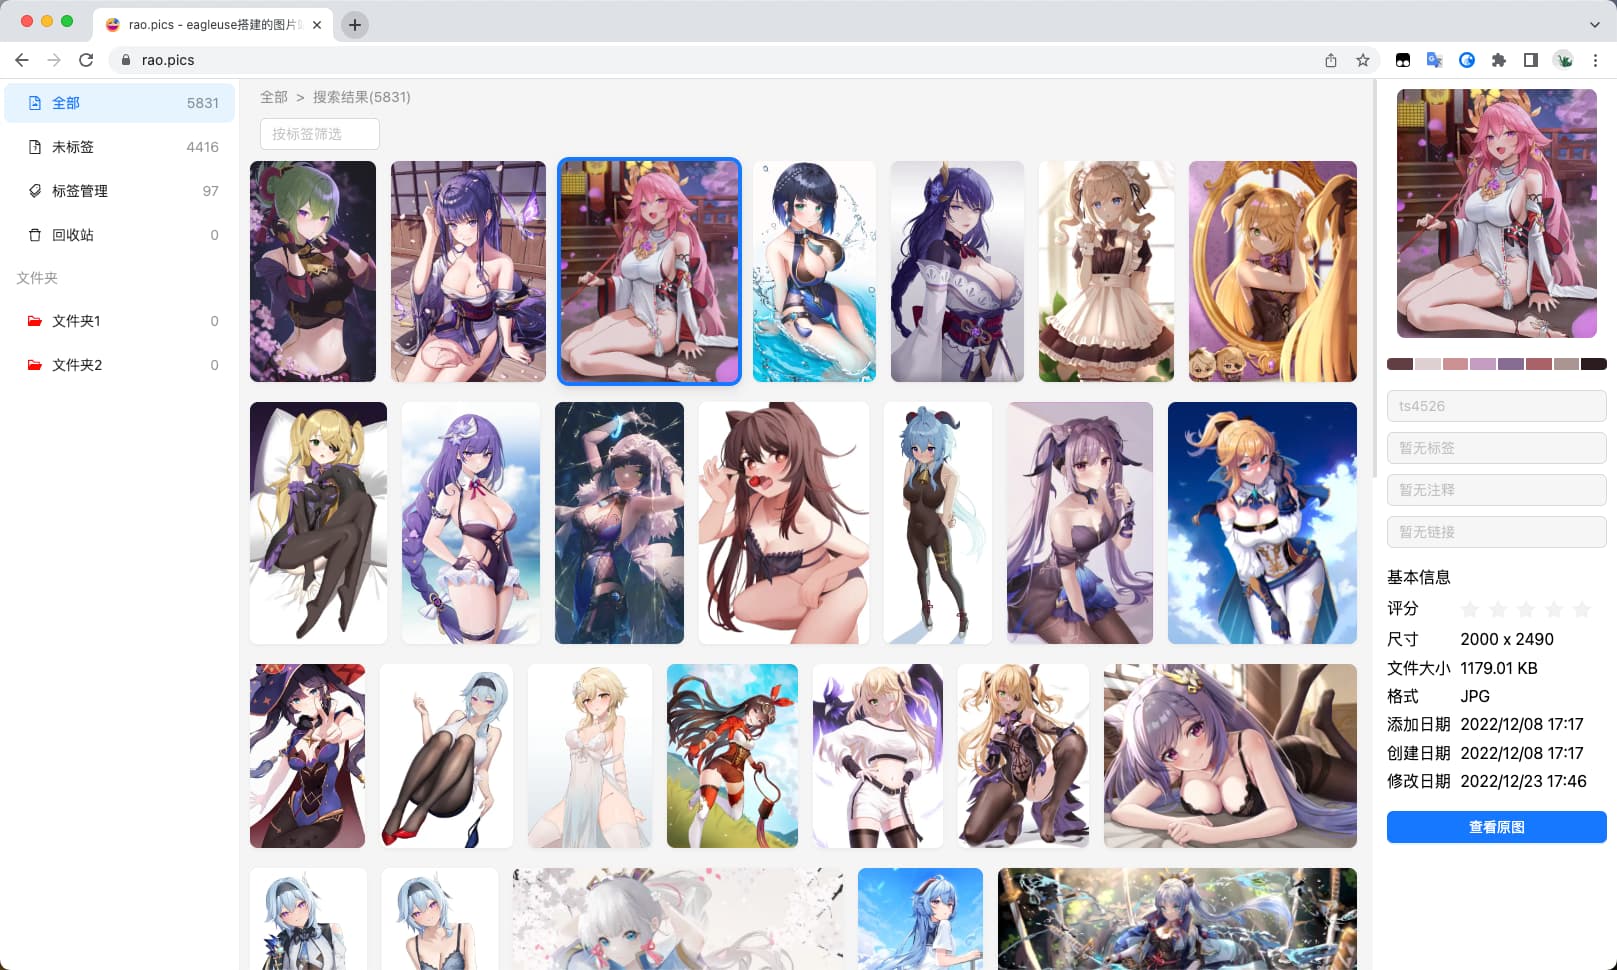 rao.pics - eagleuse搭建的图片
rao.pics
全部 5831
未标签 4416
标签管理 97
回收站 0
文件夹
文件夹1 0
文件夹2 0
全部 > 搜索结果(5831)
按标签筛选
ts4526
暂无标签
暂无注释
暂无链接
基本信息
评分
尺寸 2000 x 2490
文件大小 1179.01 KB
格式 JPG
添加日期 2022/12/08 17:17
创建日期 2022/12/08 17:17
修改日期 2022/12/23 17:46
查看原图